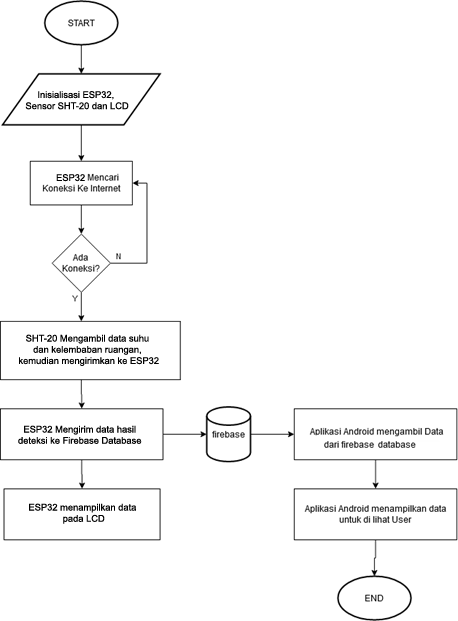 START
Inisialisasi ESP32,
Sensor SHT-20 dan LCD
ESP32 Mencari
Koneksi Ke Internet
Ada
Koneksi?
N
Y
SHT-20 Mengambil data suhu
dan kelembaban ruangan,
kemudian mengirimkan ke ESP32
ESP32 Mengirim data hasil
deteksi ke Firebase Database
firebase
Aplikasi Android mengambil Data
dari firebase database
ESP32 menampilkan data
pada LCD
Aplikasi Android menampilkan data
untuk di lihat User
END